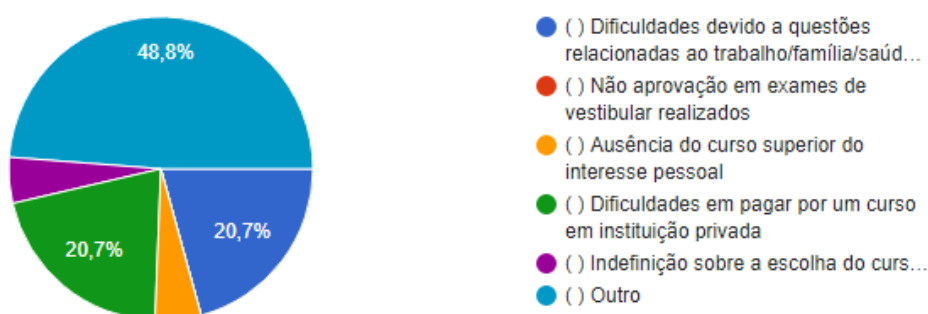 48,8%
20,7%
20,7%
( ) Dificuldades devido a questões
relacionadas ao trabalho/família/saúd...
( ) Não aprovação em exames de
vestibular realizados
( ) Ausência do curso superior do
interesse pessoal
( ) Dificuldades em pagar por um curso
em instituição privada
( ) Indefinição sobre a escolha do curs...
( ) Outro